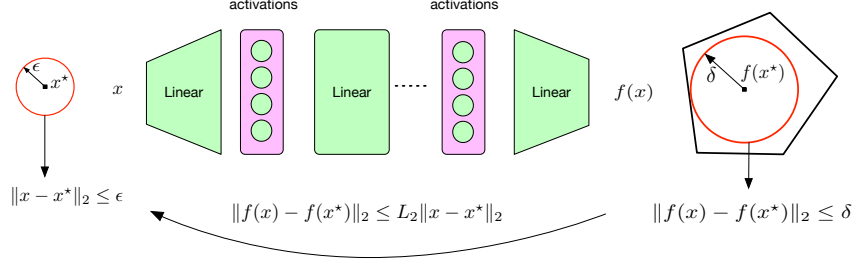 activations
activations
ϵ
x⋆
x
Linear
Linear
Linear
f(x)
δ
f(x⋆)
‖x − x⋆‖₂ ≤ ϵ
‖f(x) − f(x⋆)‖₂ ≤ L₂‖x − x⋆‖₂
‖f(x) − f(x⋆)‖₂ ≤ δ